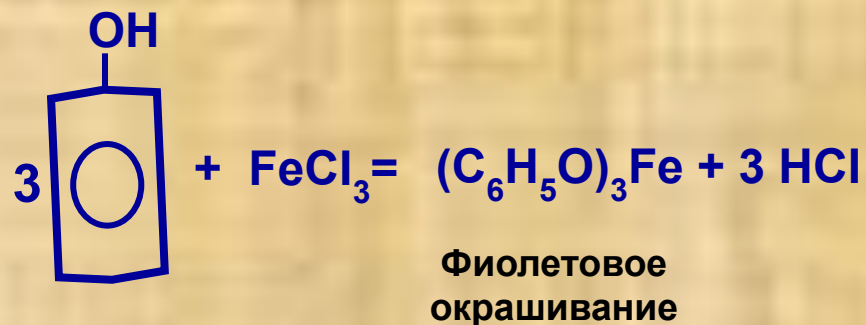 OH
3 + FeCl₃= (C₆H₅O)₃Fe + 3 HCl
Фиолетовое
окрашивание